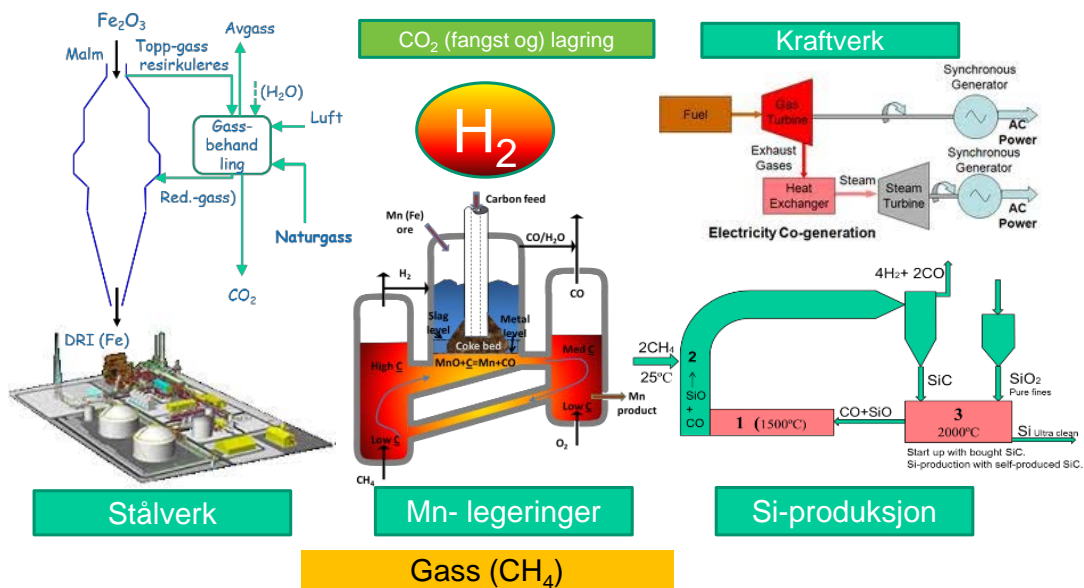 Fe₂O₃
Malm
Topp-gass
resirkuleres
Avgass
(H₂O)
Luft
Gass-
behand
ling
Red.-gass)
Naturgass
CO₂
DRI (Fe)
Stålverk
CO₂ (fangst og) lagring
H₂
Carbon feed
Mn (Fe)
ore
CO/H₂O
H₂
CO
Slag
level
Metal
level
Coke bed
High C
Med C
MnO+C=Mn+CO
Low C
Low C
Mn
product
O₂
CH₄
Mn- legeringer
Kraftverk
Synchronous
Generator
Fuel
Gas
Turbine
AC
Power
Exhaust
Gases
Synchronous
Generator
Heat
Exchanger
Steam
Steam
Turbine
AC
Power
Electricity Co-generation
4H₂+ 2CO
2CH₄
25ºC
2
SiO
+
CO
SiC
SiO₂
Pure fines
CO+SiO
1 (1500ºC)
3
2000ºC
Si Ultra clean
Start up with bought SiC.
Si-production with self-produced SiC.
Si-produksjon
Gass (CH₄)